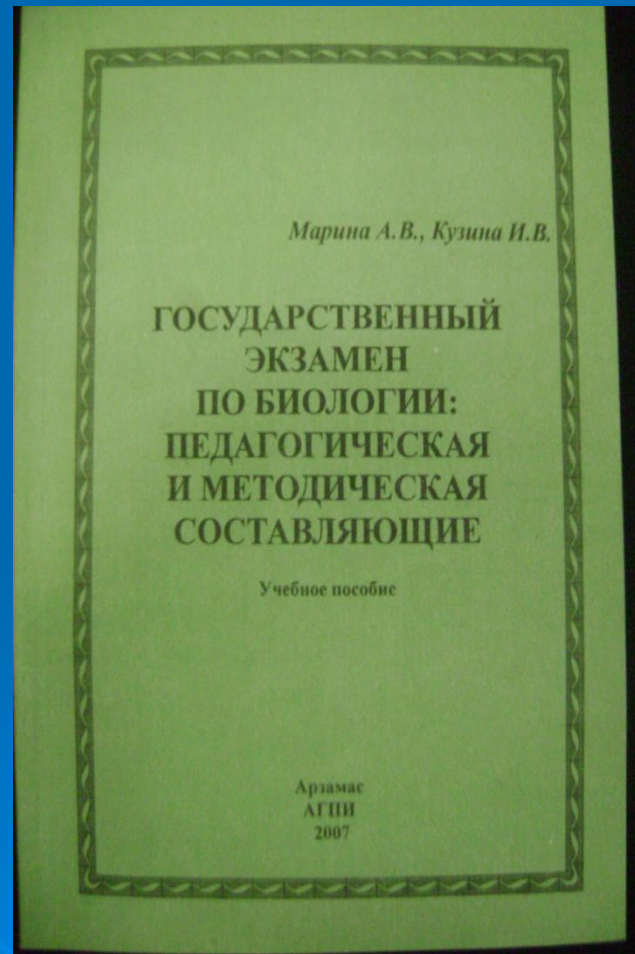 Марина А.В., Кузина И.В.
ГОСУДАРСТВЕННЫЙ
ЭКЗАМЕН
ПО БИОЛОГИИ:
ПЕДАГОГИЧЕСКАЯ
И МЕТОДИЧЕСКАЯ
СОСТАВЛЯЮЩИЕ
Учебное пособие
Арзамас
АГПИ
2007